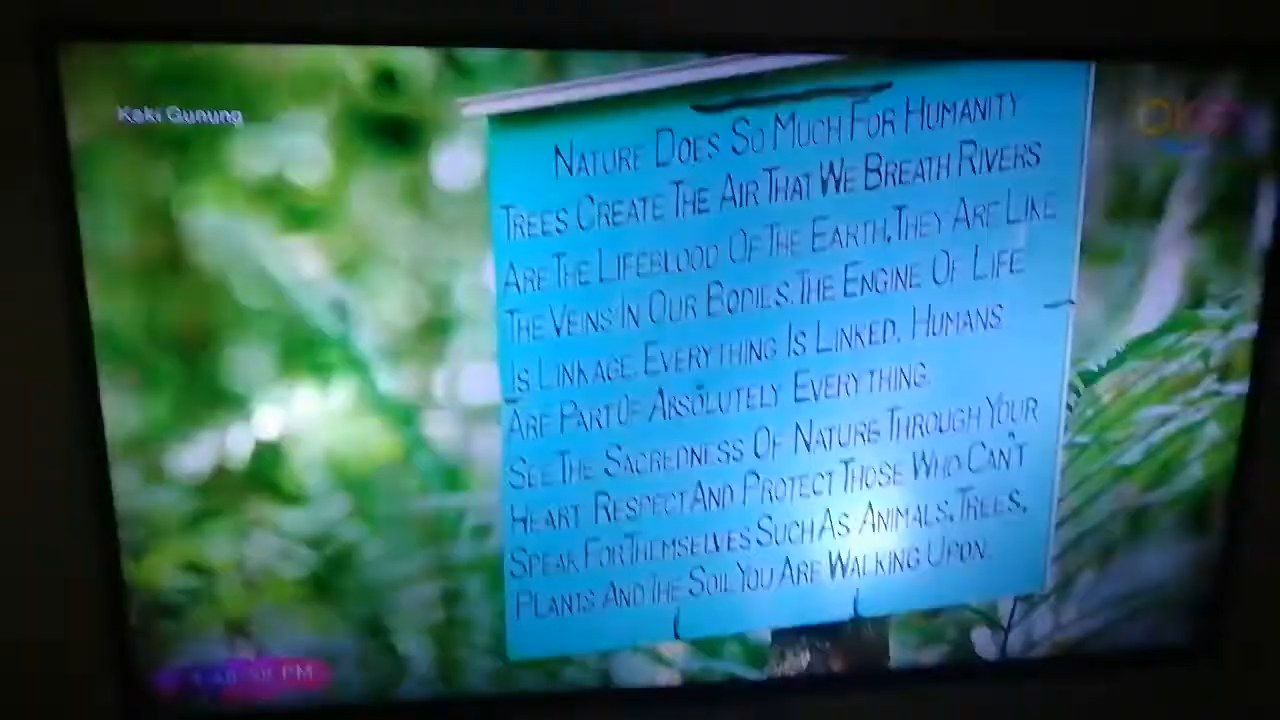 Kaki Gunung
NATURE DOES SO MUCH FOR HUMANITY
TREES CREATE THE AIR THAT WE BREATH RIVERS
ARE THE LIFEBLOOD OF THE EARTH, THEY ARE LIKE
THE VEINS IN OUR BODIES. THE ENGINE OF LIFE
IS LINKAGE. EVERYTHING IS LINKED. HUMANS
ARE PART OF ABSOLUTELY EVERYTHING.
SEE THE SACREDNESS OF NATURE THROUGH YOUR
HEART RESPECT AND PROTECT THOSE WHO CAN'T
SPEAK FOR THEMSELVES SUCH AS ANIMALS, TREES,
PLANTS AND THE SOIL YOU ARE WALKING UPON.
PM